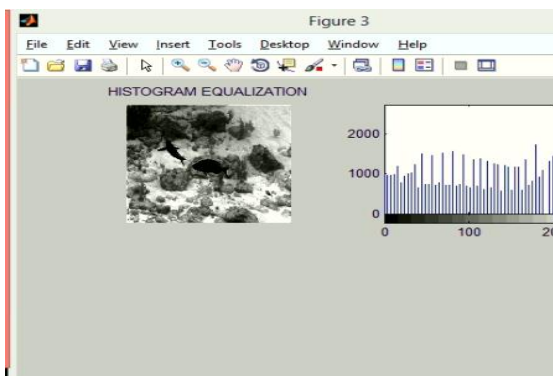 Figure 3
File Edit View Insert Tools Desktop Window Help
HISTOGRAM EQUALIZATION
2000
1000
0
0 100